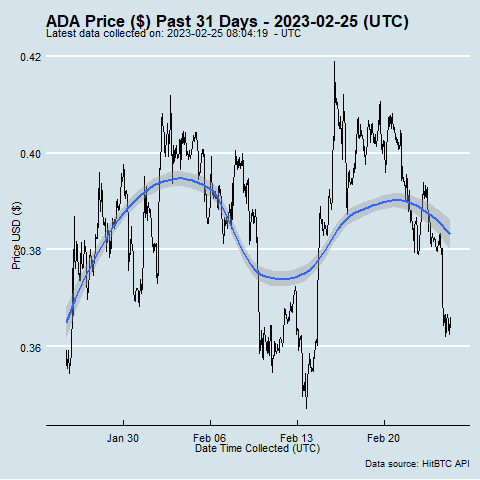 ADA Price ($) Past 31 Days - 2023-02-25 (UTC)
Latest data collected on: 2023-02-25 08:04:19  - UTC
0.42
0.40
0.38
0.36
Price USD ($)
Jan 30
Feb 06
Feb 13
Feb 20
Date Time Collected (UTC)
Data source: HitBTC API